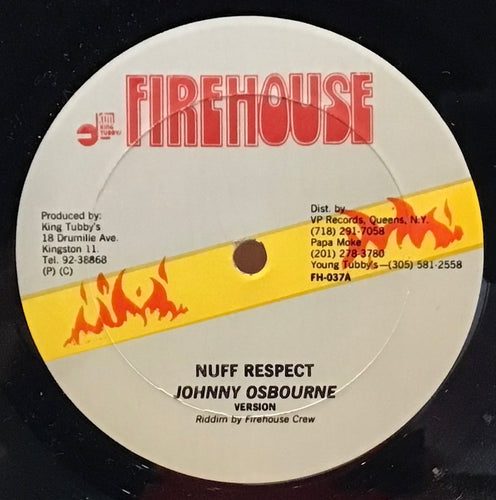 KING
TUBBYS
FIREHOUSE
Produced by:
King Tubby's
18 Drumilie Ave.
Kingston 11.
Tel. 92-38868
(P) (C)
Dist. by
VP Records, Queens, N.Y.
(718) 291-7058
Papa Moke
(201) 278-3780
Young Tubby's—(305) 581-2558
FH-037A
NUFF RESPECT
JOHNNY OSBOURNE
VERSION
Riddim by Firehouse Crew